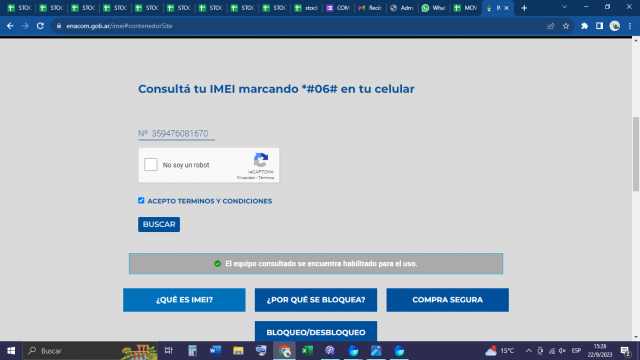 STOC STOC STOC STOC STOC STOC STOC STOC STOC stock COM Recib Adm What MOV B
enacom.gob.ar/imei#contenedorSite
Consultá tu IMEI marcando *#06# en tu celular
Nº 359476081670
No soy un robot
reCAPTCHA
Privacidad - Términos
ACEPTO TERMINOS Y CONDICIONES
BUSCAR
El equipo consultado se encuentra habilitado para el uso.
¿QUÉ ES IMEI? ¿POR QUÉ SE BLOQUEA? COMPRA SEGURA
BLOQUEO/DESBLOQUEO
Buscar 15°C ESP 15:26
22/9/2023